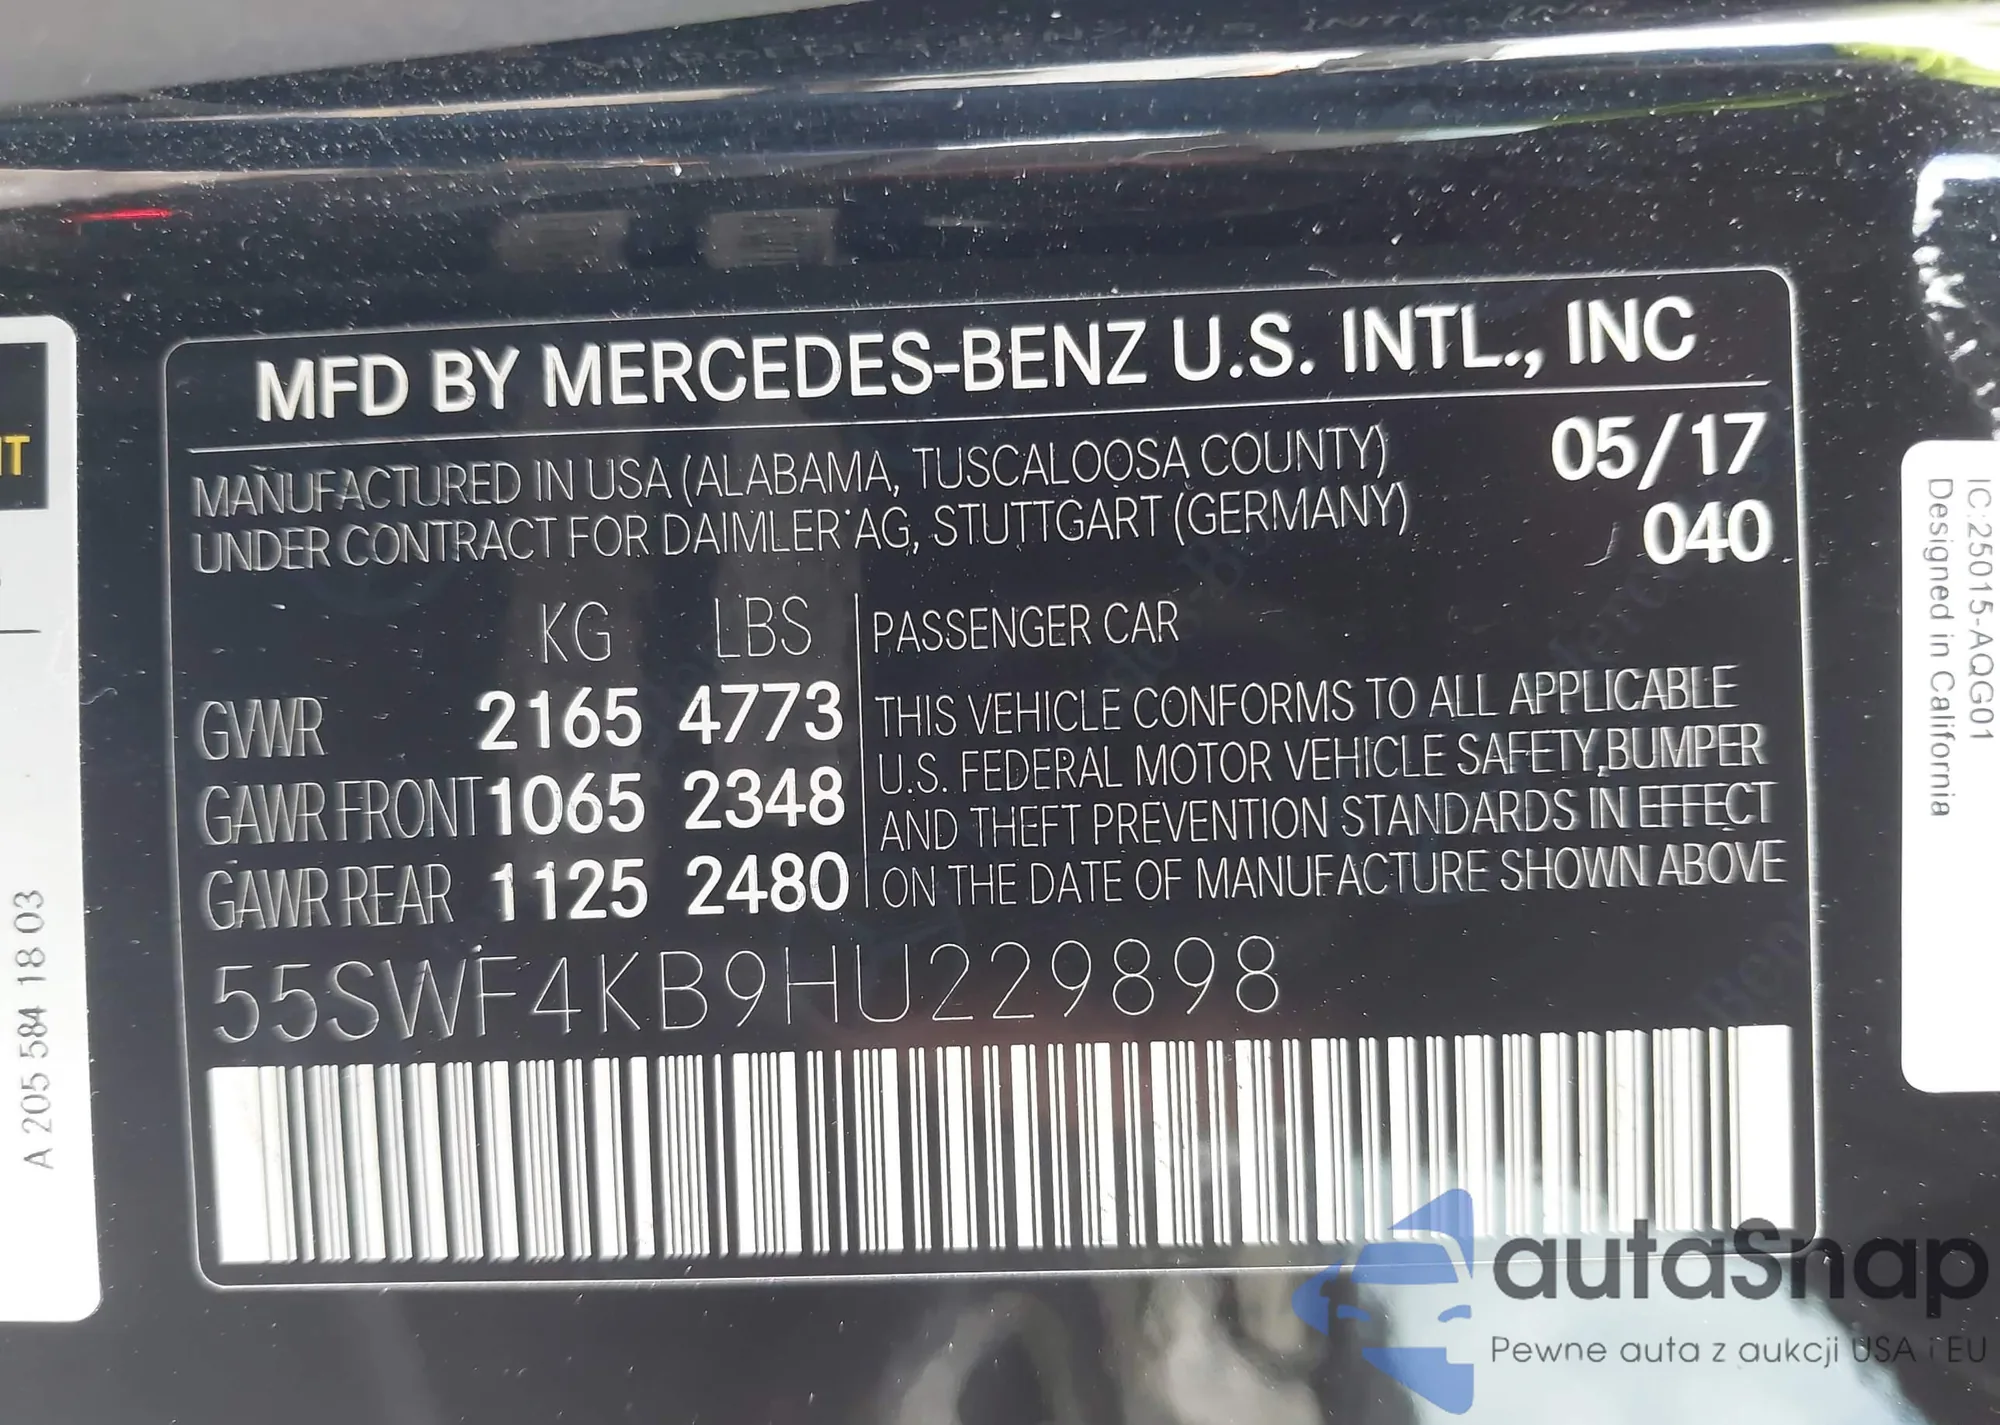 MFD BY MERCEDES-BENZ U.S. INTL., INC
MANUFACTURED IN USA (ALABAMA, TUSCALOOSA COUNTY)
UNDER CONTRACT FOR DAIMLER AG, STUTTGART (GERMANY)
05/17
040
KG LBS
GVWR 2165 4773
GAWR FRONT 1065 2348
GAWR REAR 1125 2480
PASSENGER CAR
THIS VEHICLE CONFORMS TO ALL APPLICABLE
U.S. FEDERAL MOTOR VEHICLE SAFETY, BUMPER
AND THEFT PREVENTION STANDARDS IN EFFECT
ON THE DATE OF MANUFACTURE SHOWN ABOVE
55SWF4KB9HU229898
A 205 584 18 03
IC:25015-AQG01
Designed in California
autaSnap
Pewne auta z aukcji USA i EU